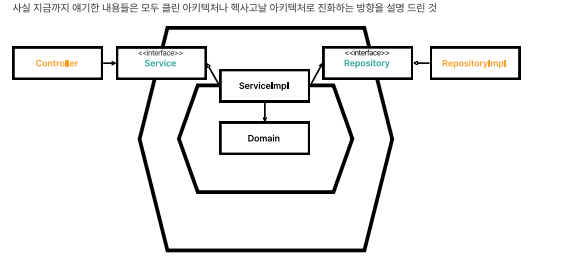 사실 지금까지 얘기한 내용들은 모두 클린 아키텍처나 헥사고날 아키텍처로 진화하는 방향을 설명 드린 것
<<interface>>
<<interface>>
Controller
Service
Repository
RepositoryImpl
ServiceImpl
Domain